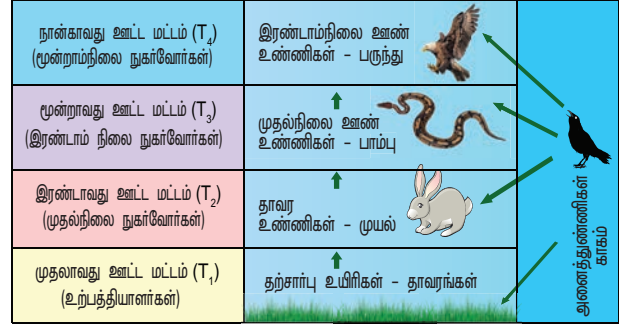 நான்காவது ஊட்ட மட்டம் (T₄)
(மூன்றாம்நிலை நுகர்வோர்கள்)
இரண்டாம்நிலை ஊண்
உண்ணிகள் - பருந்து
மூன்றாவது ஊட்ட மட்டம் (T₃)
(இரண்டாம் நிலை நுகர்வோர்கள்)
முதல்நிலை ஊண்
உண்ணிகள் - பாம்பு
இரண்டாவது ஊட்ட மட்டம் (T₂)
(முதல்நிலை நுகர்வோர்கள்)
தாவர
உண்ணிகள் - முயல்
முதலாவது ஊட்ட மட்டம் (T₁)
(உற்பத்தியாளர்கள்)
தற்சார்பு உயிரிகள் - தாவரங்கள்
அனைத்துண்ணிகள்
காகம்